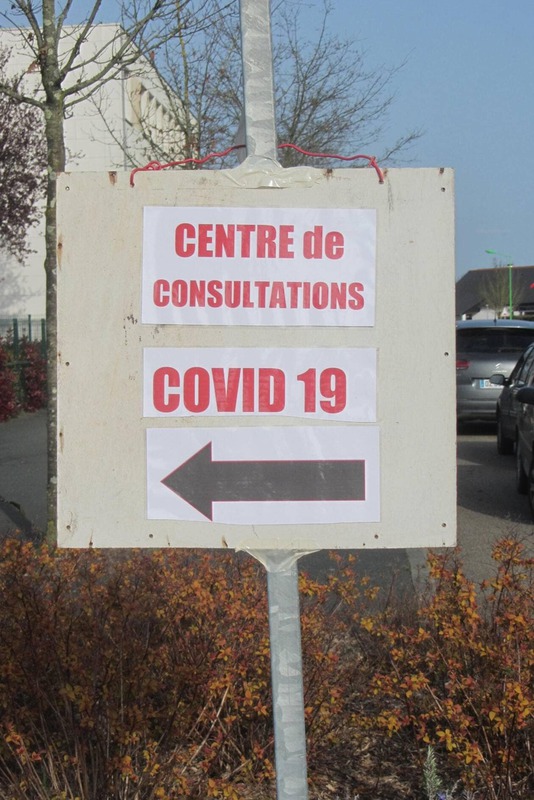 CENTRE de
CONSULTATIONS
COVID 19